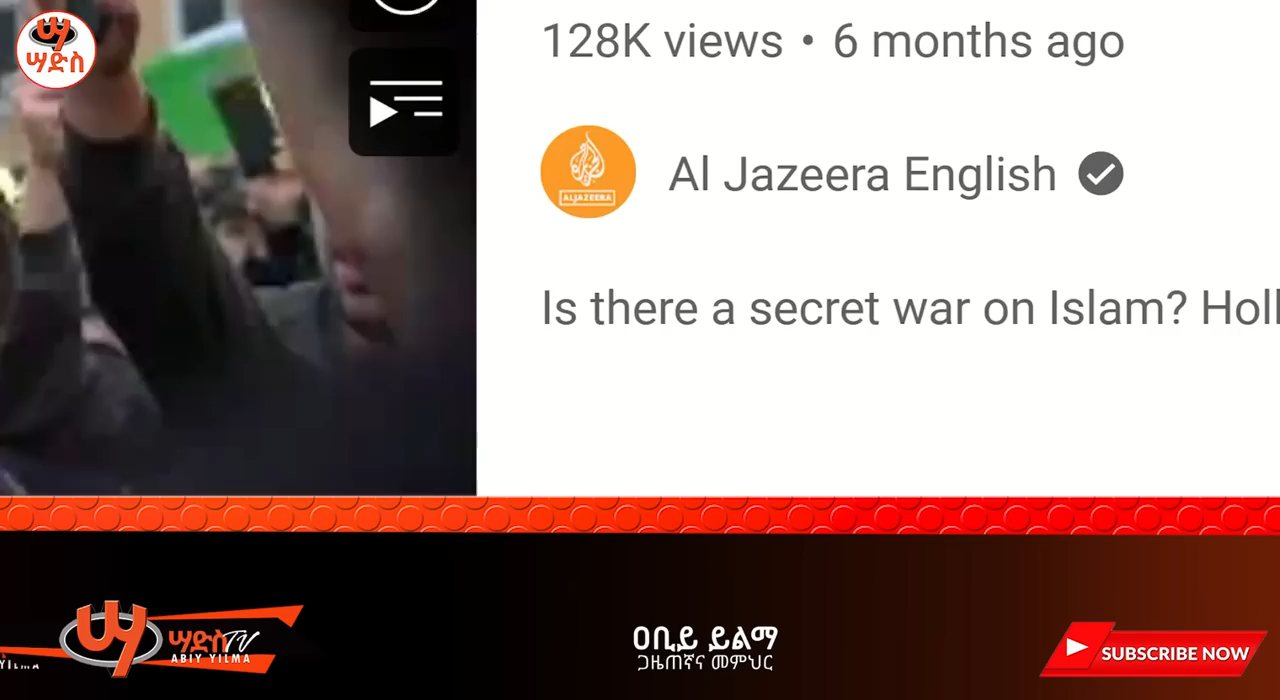 ሣድስ
128K views • 6 months ago
ALJAZEERA
Al Jazeera English
Is there a secret war on Islam? Holl
ሣድስTV
ABIY YILMA
ዐቢይ ይልማ
ጋዜጠኛና መምህር
SUBSCRIBE NOW